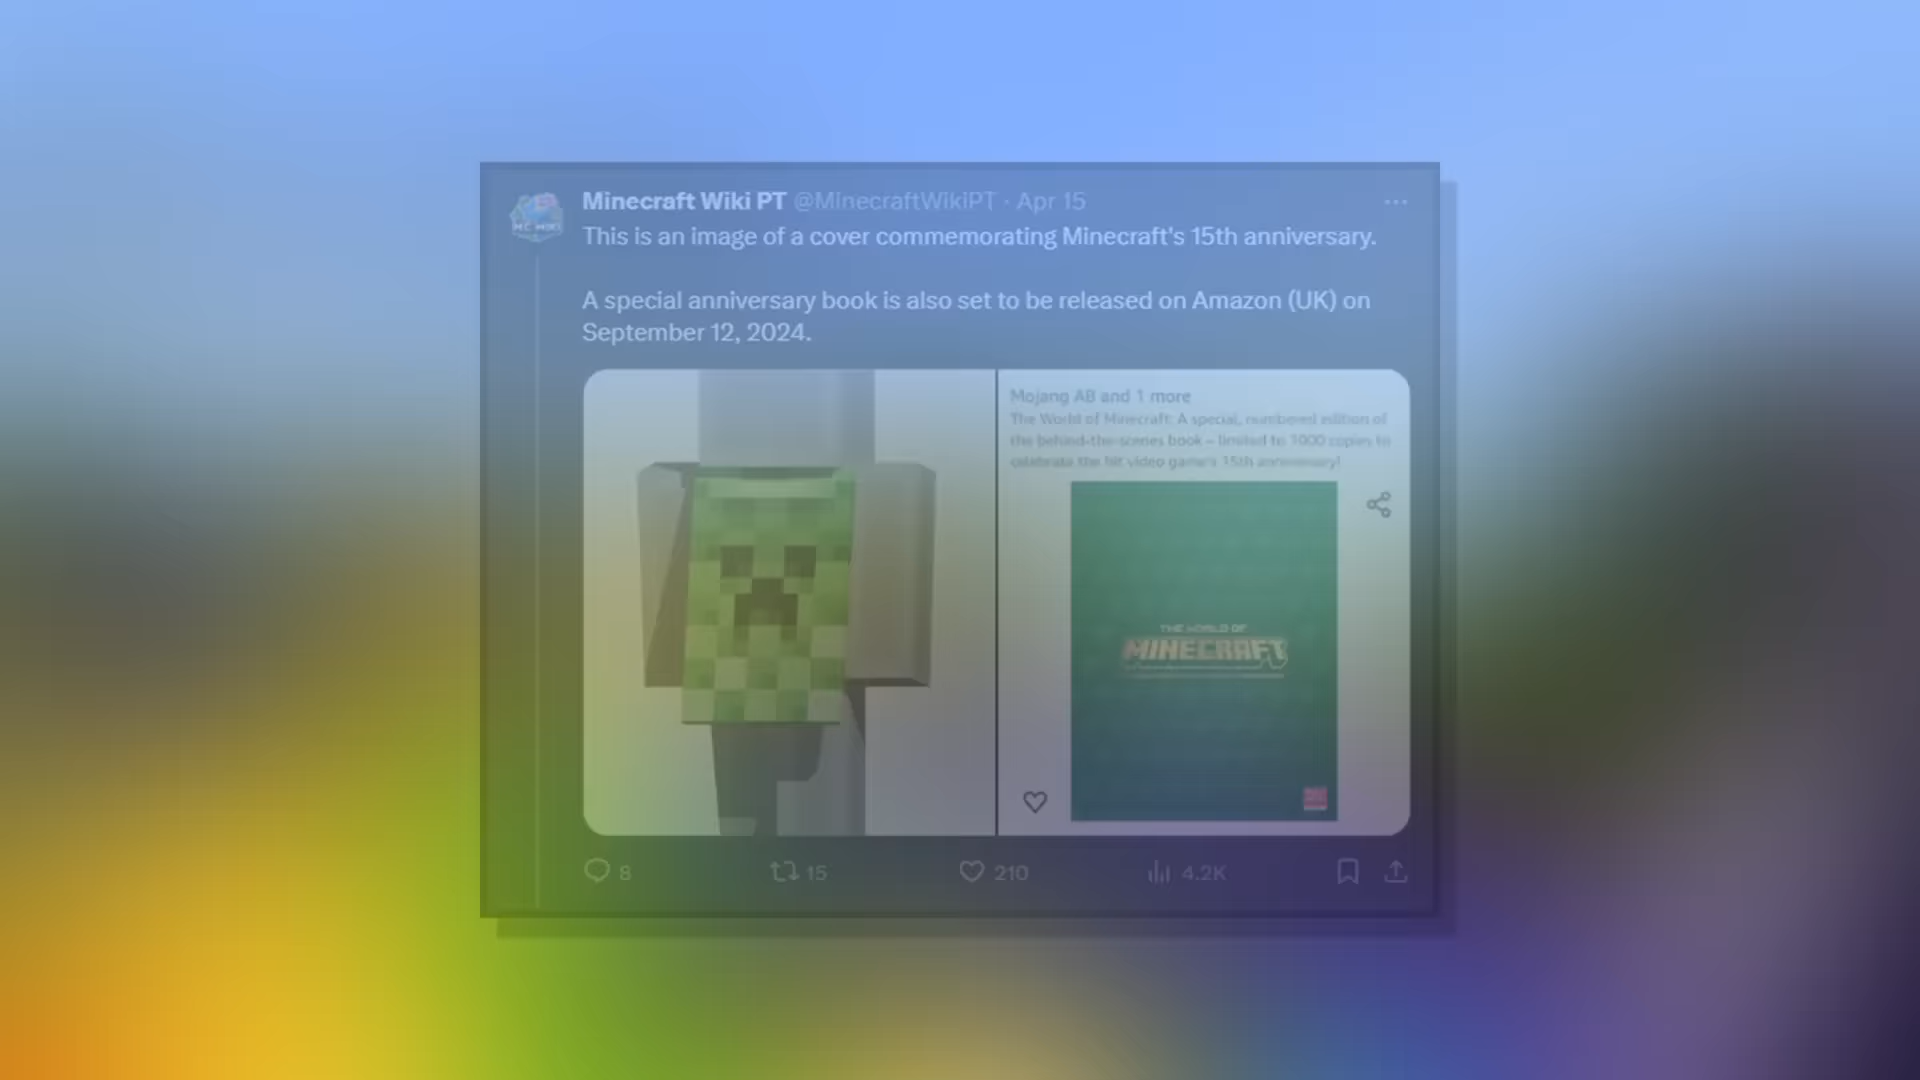 Minecraft Wiki PT @MinecraftWikiPT · Apr 15
This is an image of a cover commemorating Minecraft's 15th anniversary.
A special anniversary book is also set to be released on Amazon (UK) on
September 12, 2024.
Mojang AB and 1 more
The World of Minecraft: A special, numbered edition of
the behind-the-scenes book – limited to 1000 copies to
celebrate the hit video game's 15th anniversary!
THE WORLD OF
MINECRAFT
8 15 210 4.2K